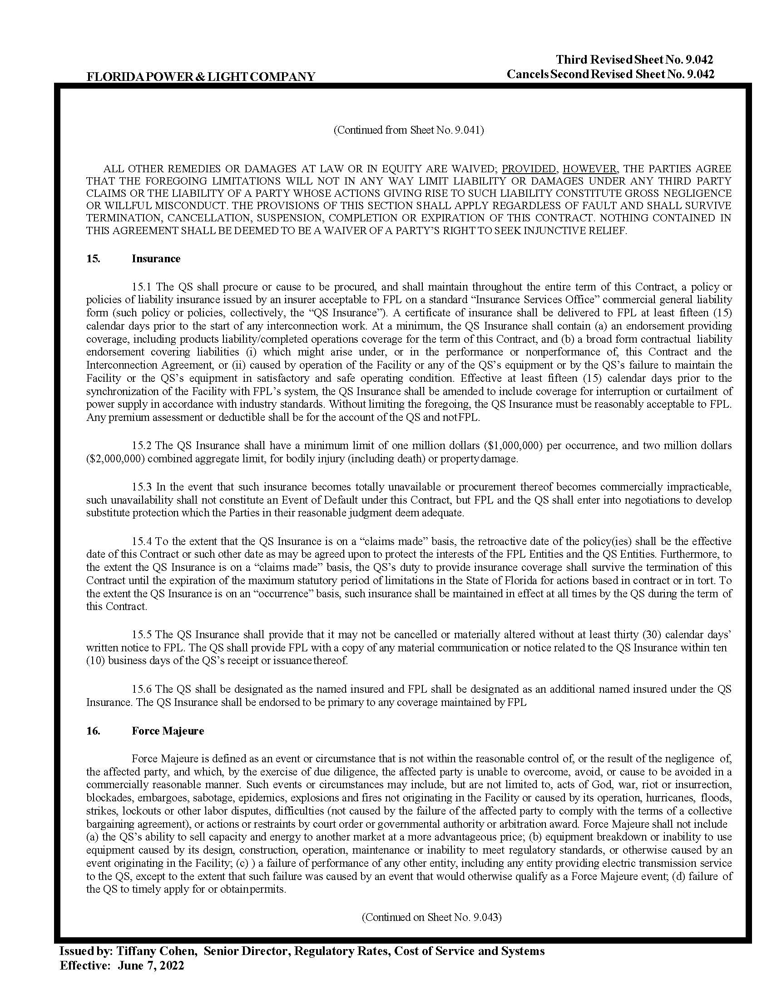 Third Revised Sheet No. 9.042
FLORIDA POWER & LIGHT COMPANY
Cancels Second Revised Sheet No. 9.042
(Continued from Sheet No. 9.041)
ALL OTHER REMEDIES OR DAMAGES AT LAW OR IN EQUITY ARE WAIVED; PROVIDED, HOWEVER, THE PARTIES AGREE
THAT THE FOREGOING LIMITATIONS WILL NOT IN ANY WAY LIMIT LIABILITY OR DAMAGES UNDER ANY THIRD PARTY
CLAIMS OR THE LIABILITY OF A PARTY WHOSE ACTIONS GIVING RISE TO SUCH LIABILITY CONSTITUTE GROSS NEGLIGENCE
OR WILLFUL MISCONDUCT. THE PROVISIONS OF THIS SECTION SHALL APPLY REGARDLESS OF FAULT AND SHALL SURVIVE
TERMINATION, CANCELLATION, SUSPENSION, COMPLETION OR EXPIRATION OF THIS CONTRACT. NOTHING CONTAINED IN
THIS AGREEMENT SHALL BE DEEMED TO BE A WAIVER OF A PARTY'S RIGHT TO SEEK INJUNCTIVE RELIEF.
15. Insurance
15.1 The QS shall procure or cause to be procured, and shall maintain throughout the entire term of this Contract, a policy or
policies of liability insurance issued by an insurer acceptable to FPL on a standard “Insurance Services Office” commercial general liability
form (such policy or policies, collectively, the “QS Insurance”). A certificate of insurance shall be delivered to FPL at least fifteen (15)
calendar days prior to the start of any interconnection work. At a minimum, the QS Insurance shall contain (a) an endorsement providing
coverage, including products liability/completed operations coverage for the term of this Contract, and (b) a broad form contractual liability
endorsement covering liabilities (i) which might arise under, or in the performance or nonperformance of, this Contract and the
Interconnection Agreement, or (ii) caused by operation of the Facility or any of the QS’s equipment or by the QS’s failure to maintain the
Facility or the QS’s equipment in satisfactory and safe operating condition. Effective at least fifteen (15) calendar days prior to the
synchronization of the Facility with FPL’s system, the QS Insurance shall be amended to include coverage for interruption or curtailment of
power supply in accordance with industry standards. Without limiting the foregoing, the QS Insurance must be reasonably acceptable to FPL.
Any premium assessment or deductible shall be for the account of the QS and not FPL.
15.2 The QS Insurance shall have a minimum limit of one million dollars ($1,000,000) per occurrence, and two million dollars
($2,000,000) combined aggregate limit, for bodily injury (including death) or property damage.
15.3 In the event that such insurance becomes totally unavailable or procurement thereof becomes commercially impracticable,
such unavailability shall not constitute an Event of Default under this Contract, but FPL and the QS shall enter into negotiations to develop
substitute protection which the Parties in their reasonable judgment deem adequate.
15.4 To the extent that the QS Insurance is on a “claims made” basis, the retroactive date of the policy(ies) shall be the effective
date of this Contract or such other date as may be agreed upon to protect the interests of the FPL Entities and the QS Entities. Furthermore, to
the extent the QS Insurance is on a “claims made” basis, the QS’s duty to provide insurance coverage shall survive the termination of this
Contract until the expiration of the maximum statutory period of limitations in the State of Florida for actions based in contract or in tort. To
the extent the QS Insurance is on an “occurrence” basis, such insurance shall be maintained in effect at all times by the QS during the term of
this Contract.
15.5 The QS Insurance shall provide that it may not be cancelled or materially altered without at least thirty (30) calendar days’
written notice to FPL. The QS shall provide FPL with a copy of any material communication or notice related to the QS Insurance within ten
(10) business days of the QS’s receipt or issuance thereof.
15.6 The QS shall be designated as the named insured and FPL shall be designated as an additional named insured under the QS
Insurance. The QS Insurance shall be endorsed to be primary to any coverage maintained by FPL
16. Force Majeure
Force Majeure is defined as an event or circumstance that is not within the reasonable control of, or the result of the negligence of,
the affected party, and which, by the exercise of due diligence, the affected party is unable to overcome, avoid, or cause to be avoided in a
commercially reasonable manner. Such events or circumstances may include, but are not limited to, acts of God, war, riot or insurrection,
blockades, embargoes, sabotage, epidemics, explosions and fires not originating in the Facility or caused by its operation, hurricanes, floods,
strikes, lockouts or other labor disputes, difficulties (not caused by the failure of the affected party to comply with the terms of a collective
bargaining agreement), or actions or restraints by court order or governmental authority or arbitration award. Force Majeure shall not include
(a) the QS’s ability to sell capacity and energy to another market at a more advantageous price; (b) equipment breakdown or inability to use
equipment caused by its design, construction, operation, maintenance or inability to meet regulatory standards, or otherwise caused by an
event originating in the Facility; (c) ) a failure of performance of any other entity, including any entity providing electric transmission service
to the QS, except to the extent that such failure was caused by an event that would otherwise qualify as a Force Majeure event; (d) failure of
the QS to timely apply for or obtain permits.
(Continued on Sheet No. 9.043)
Issued by: Tiffany Cohen, Senior Director, Regulatory Rates, Cost of Service and Systems
Effective: June 7, 2022